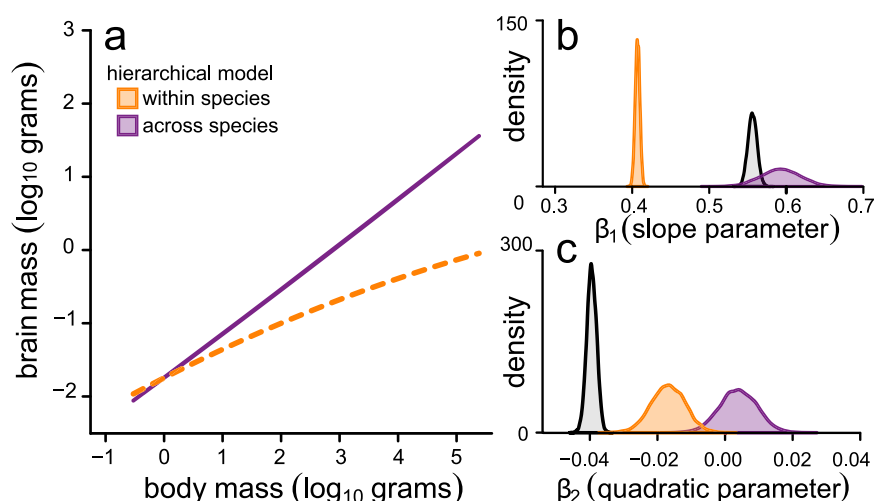 a
hierarchical model
within species
across species
brain mass (log10 grams)
3
2
1
0
−1
−2
−1 0 1 2 3 4 5
body mass (log10 grams)
b
density
150
0
0.3 0.4 0.5 0.6 0.7
β1 (slope parameter)
c
density
300
0
−0.04 −0.02 0.00 0.02 0.04
β2 (quadratic parameter)